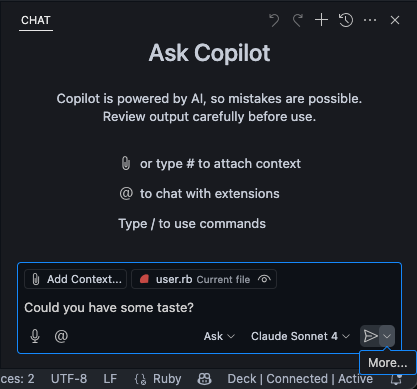 CHAT
Ask Copilot
Copilot is powered by AI, so mistakes are possible.
Review output carefully before use.
or type # to attach context
@ to chat with extensions
Type / to use commands
Add Context... user.rb Current file
Could you have some taste?
@ Ask Claude Sonnet 4
More...
ces: 2 UTF-8 LF {} Ruby Deck | Connected | Active